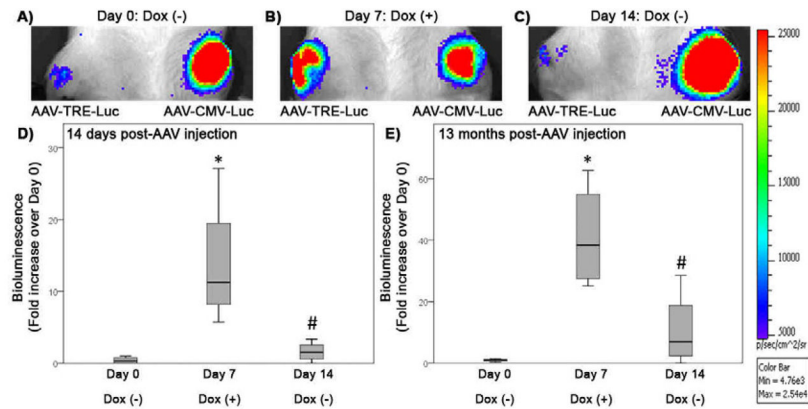 A) Day 0: Dox (-)
B) Day 7: Dox (+)
C) Day 14: Dox (-)
AAV-TRE-Luc AAV-CMV-Luc
AAV-TRE-Luc AAV-CMV-Luc
AAV-TRE-Luc AAV-CMV-Luc
25000
20000
15000
10000
5000
p/sec/cm^2/sr
Color Bar
Min = 4.76e3
Max = 2.54e4
D) 14 days post-AAV injection
Bioluminescence
(Fold increase over Day 0)
30
20
10
0
*
#
Day 0 Day 7 Day 14
Dox (-) Dox (+) Dox (-)
E) 13 months post-AAV injection
Bioluminescence
(Fold increase over Day 0)
60
40
20
0
*
#
Day 0 Day 7 Day 14
Dox (-) Dox (+) Dox (-)